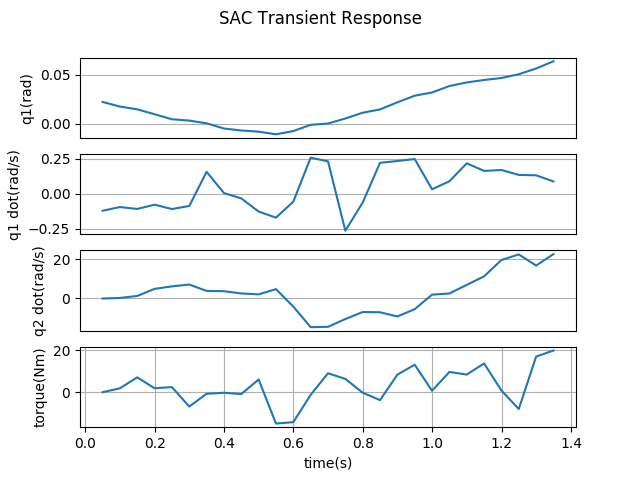 SAC Transient Response
q1(rad)
0.05
0.00
q1 dot(rad/s)
0.25
0.00
−0.25
q2 dot(rad/s)
20
0
torque(Nm)
20
0
0.0 0.2 0.4 0.6 0.8 1.0 1.2 1.4
time(s)